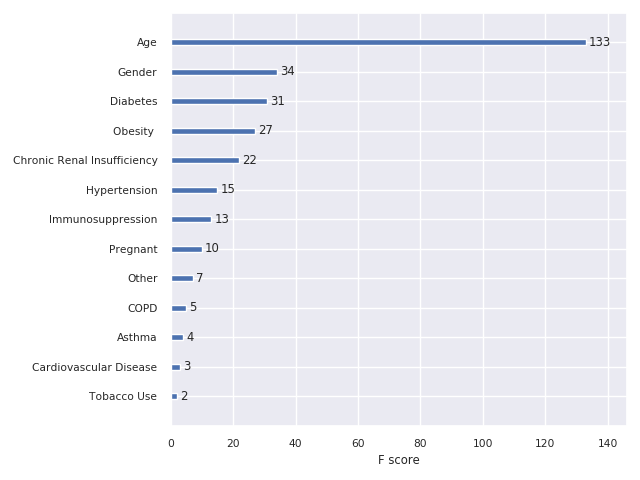 Age 133
Gender 34
Diabetes 31
Obesity 27
Chronic Renal Insufficiency 22
Hypertension 15
Immunosuppression 13
Pregnant 10
Other 7
COPD 5
Asthma 4
Cardiovascular Disease 3
Tobacco Use 2
0 20 40 60 80 100 120 140
F score